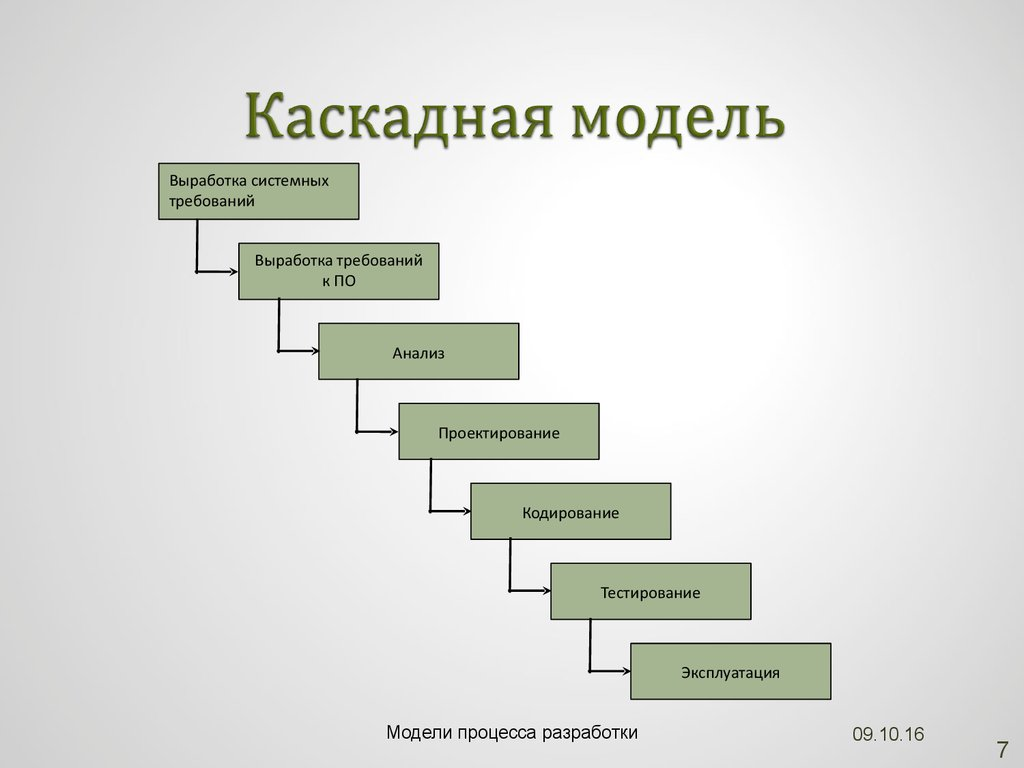 Каскадная модель
Выработка системных
требований
Выработка требований
к ПО
Анализ
Проектирование
Кодирование
Тестирование
Эксплуатация
Модели процесса разработки
09.10.16
7